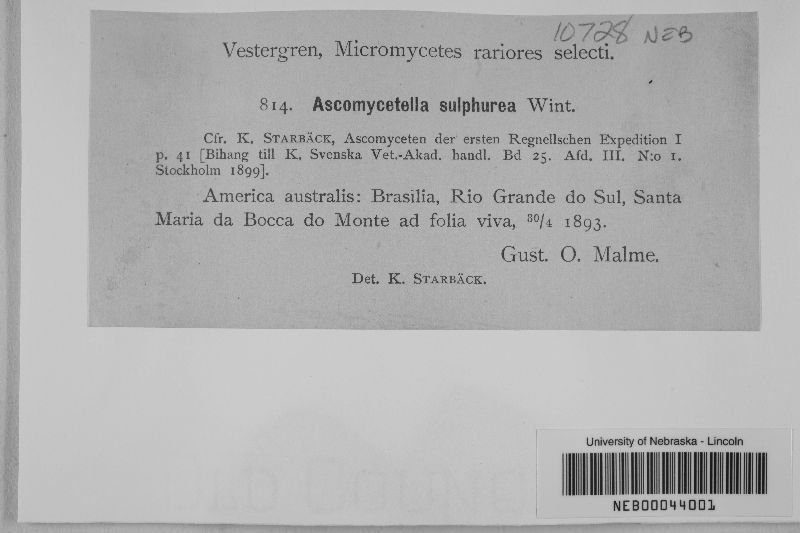 10728 NEB
Vestergren, Micromycetes rariores selecti.
814. Ascomycetella sulphurea Wint.
Cfr. K. STARBÄCK, Ascomyceten der ersten Regnellschen Expedition I
p. 41 [Bihang till K. Svenska Vet.-Akad. handl. Bd 25. Afd. III. N:o 1.
Stockholm 1899].
America australis: Brasilia, Rio Grande do Sul, Santa
Maria da Bocca do Monte ad folia viva, 30/4 1893.
Gust. O. Malme.
Det. K. STARBÄCK.
University of Nebraska - Lincoln
NEB00044001